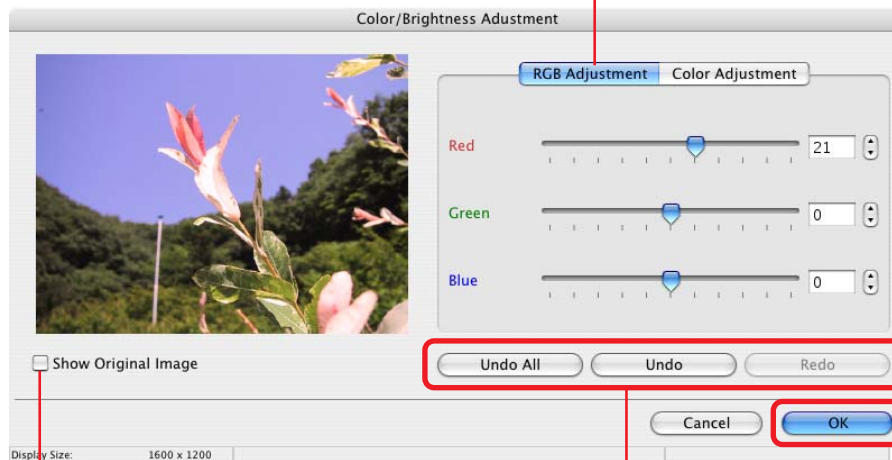 Color/Brightness Adustment
RGB Adjustment Color Adjustment
Red 21
Green 0
Blue 0
Show Original Image
Undo All Undo Redo
Cancel OK
Display Size: 1600 x 1200